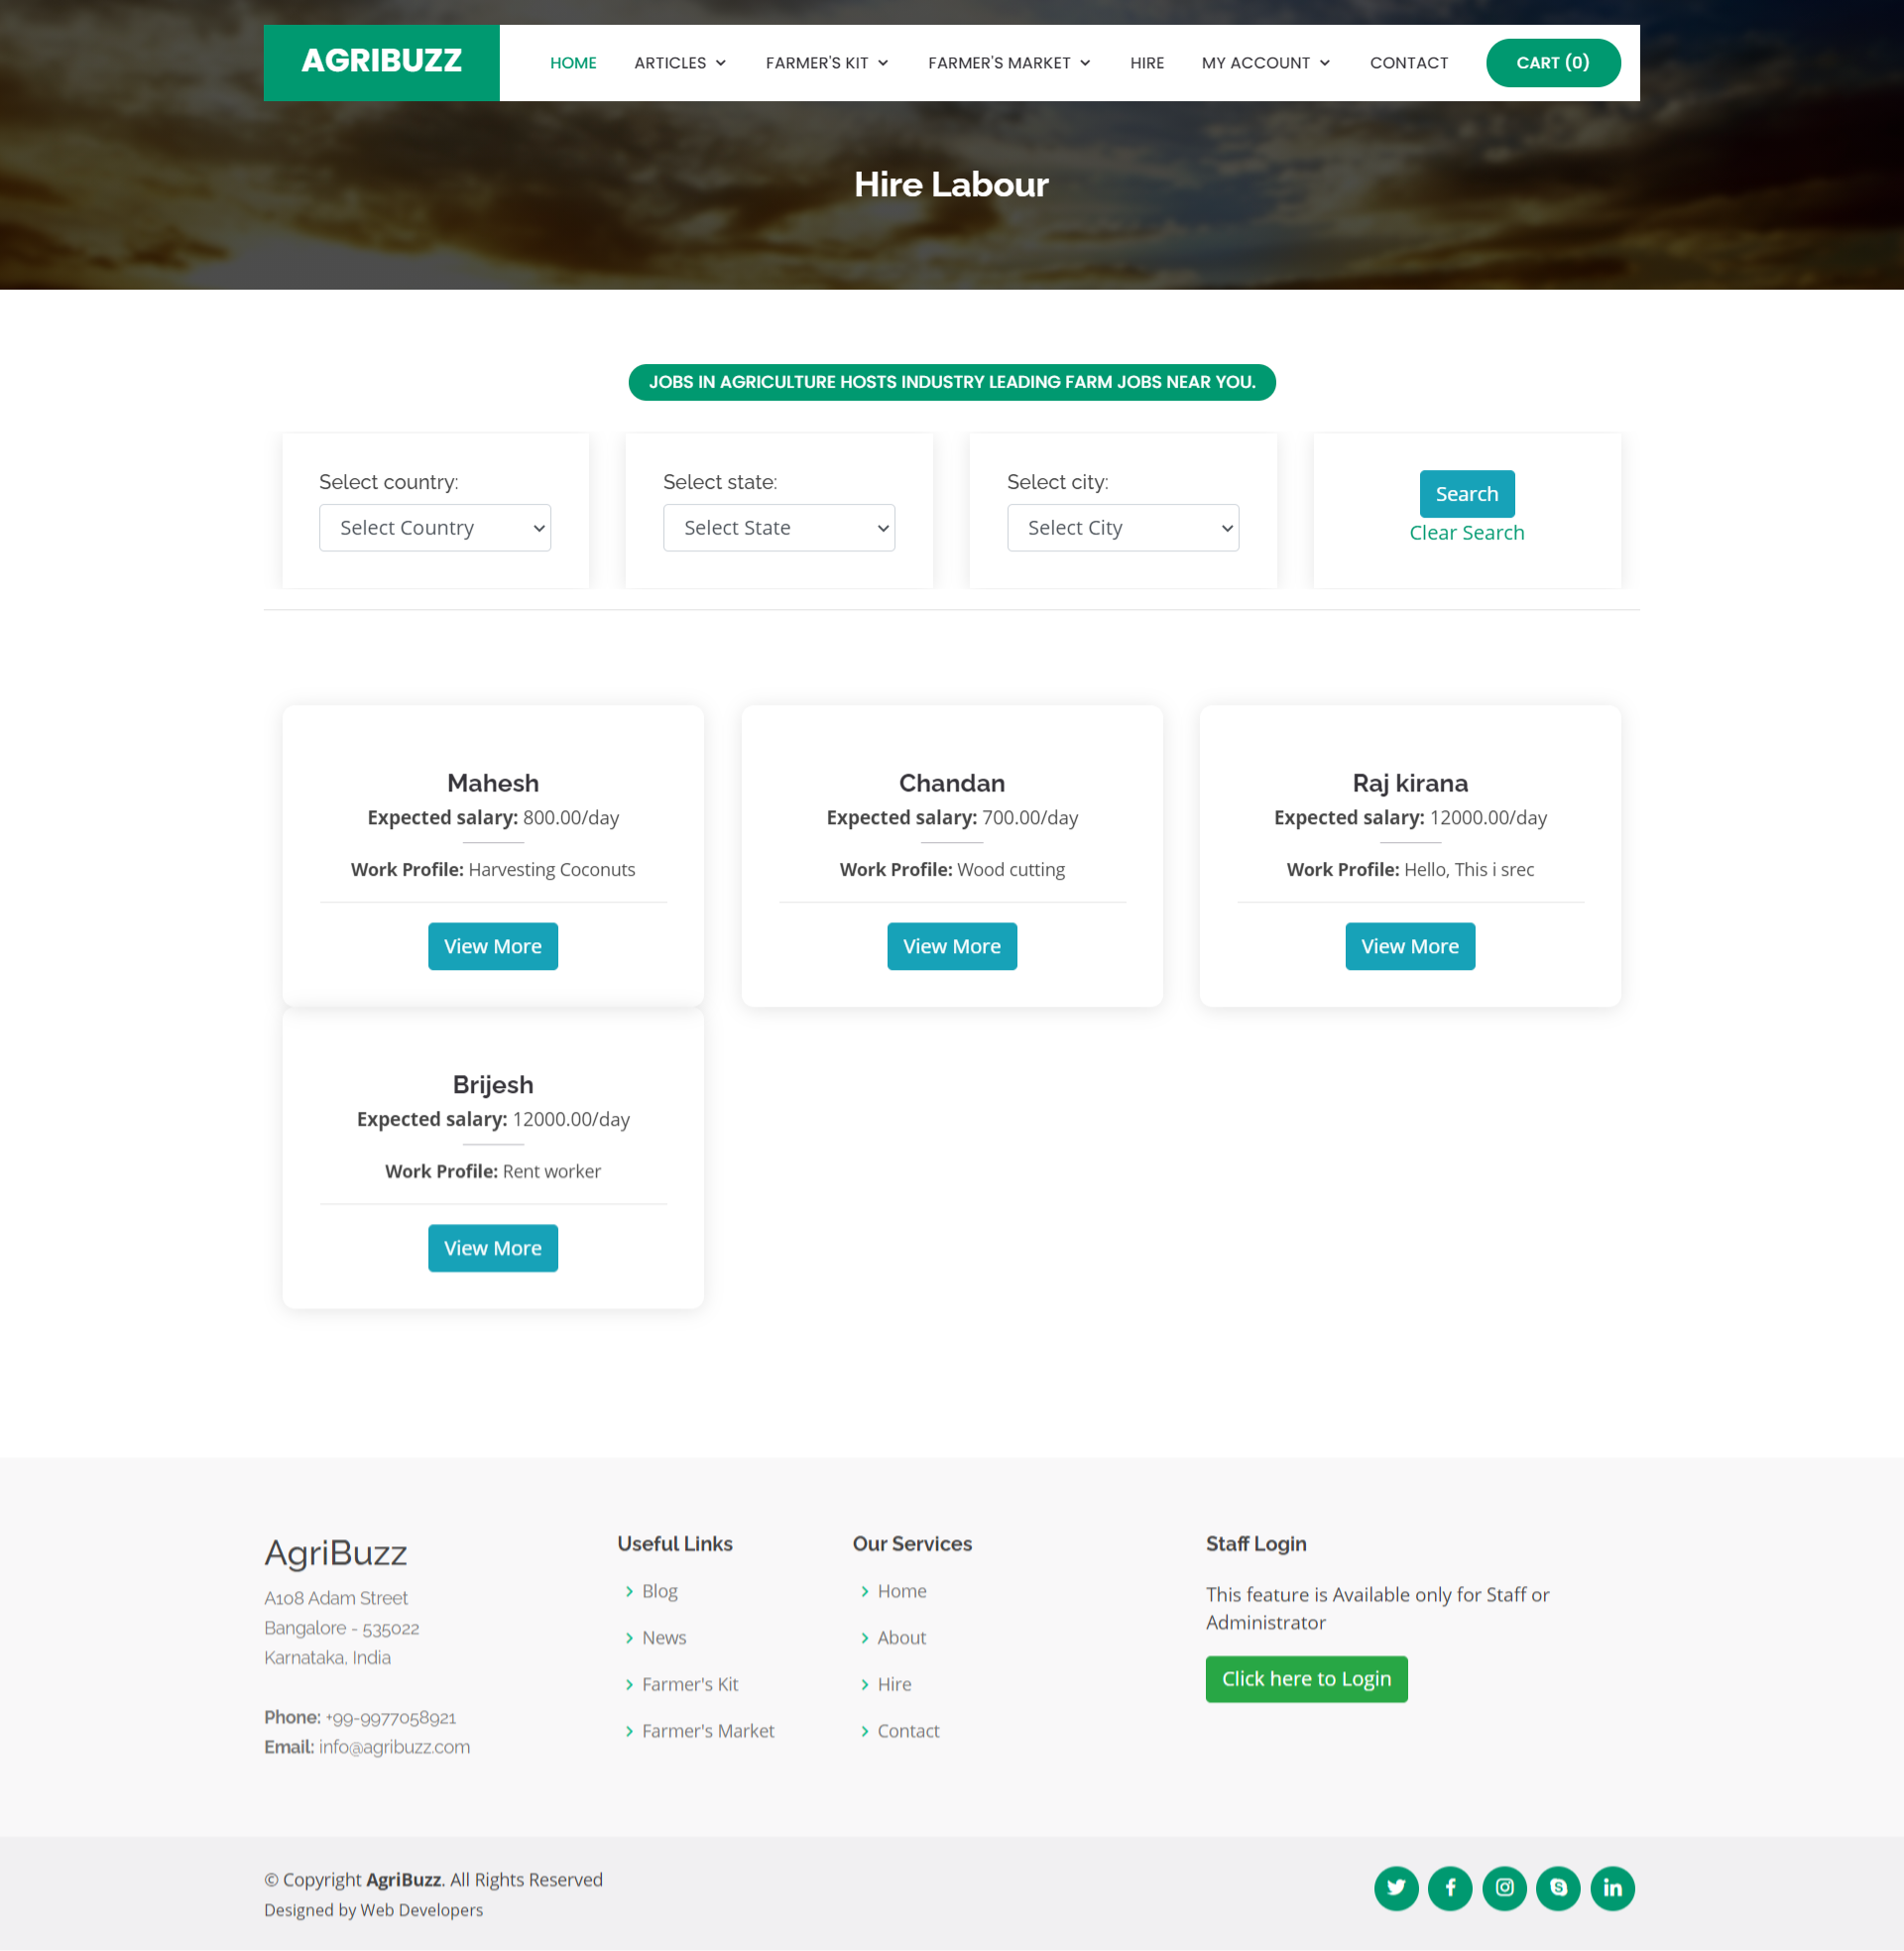 AGRIBUZZ
HOME ARTICLES FARMER'S KIT FARMER'S MARKET HIRE MY ACCOUNT CONTACT CART (0)
Hire Labour
JOBS IN AGRICULTURE HOSTS INDUSTRY LEADING FARM JOBS NEAR YOU.
Select country:
Select Country
Select state:
Select State
Select city:
Select City
Search
Clear Search
Mahesh
Expected salary: 800.00/day
Work Profile: Harvesting Coconuts
View More
Chandan
Expected salary: 700.00/day
Work Profile: Wood cutting
View More
Raj kirana
Expected salary: 12000.00/day
Work Profile: Hello, This i srec
View More
Brijesh
Expected salary: 12000.00/day
Work Profile: Rent worker
View More
AgriBuzz
A108 Adam Street
Bangalore - 535022
Karnataka, India
Phone: +99-9977058921
Email: info@agribuzz.com
Useful Links
Blog
News
Farmer's Kit
Farmer's Market
Our Services
Home
About
Hire
Contact
Staff Login
This feature is Available only for Staff or
Administrator
Click here to Login
© Copyright AgriBuzz. All Rights Reserved
Designed by Web Developers